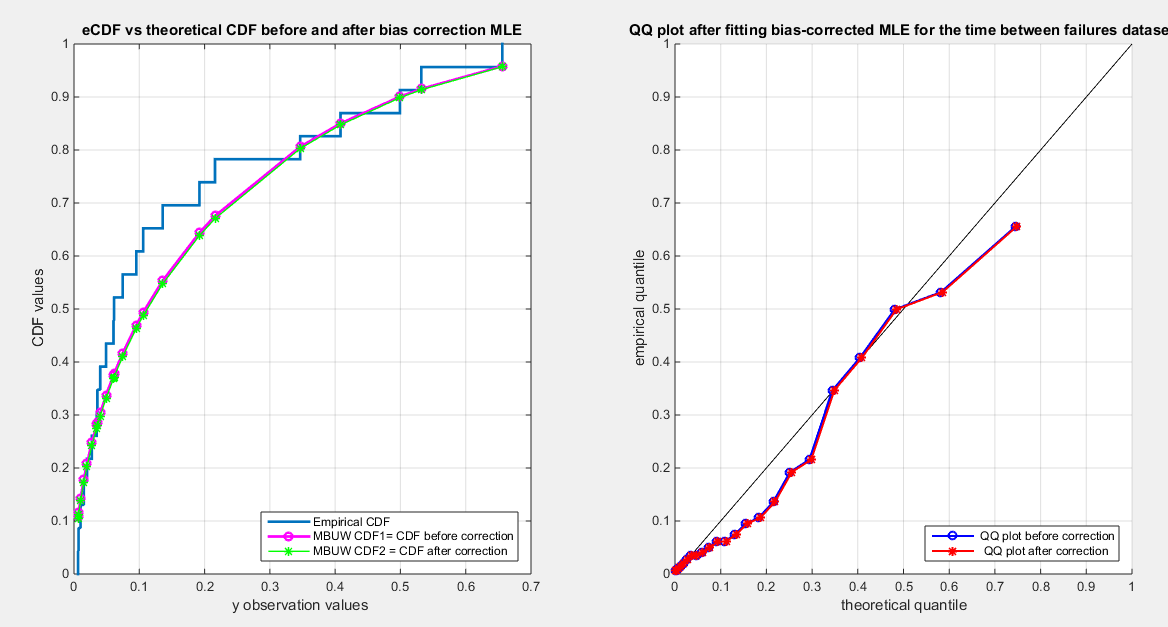 eCDF vs theoretical CDF before and after bias correction MLE
CDF values
1
0.9
0.8
0.7
0.6
0.5
0.4
0.3
0.2
0.1
0
0 0.1 0.2 0.3 0.4 0.5 0.6 0.7
y observation values
Empirical CDF
MBUW CDF1= CDF before correction
MBUW CDF2 = CDF after correction
QQ plot after fitting bias-corrected MLE for the time between failures datase
empirical quantile
1
0.9
0.8
0.7
0.6
0.5
0.4
0.3
0.2
0.1
0
0 0.1 0.2 0.3 0.4 0.5 0.6 0.7 0.8 0.9 1
theoretical quantile
QQ plot before correction
QQ plot after correction